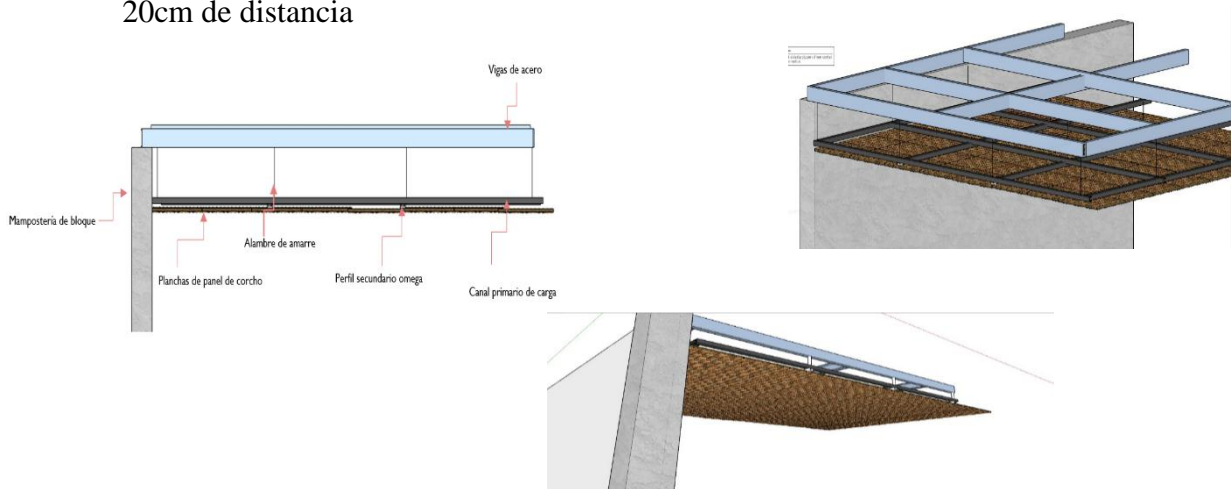 20cm de distancia
Vigas de acero
Mampostería de bloque
Alambre de amarre
Planchas de panel de corcho
Perfil secundario omega
Canal primario de carga